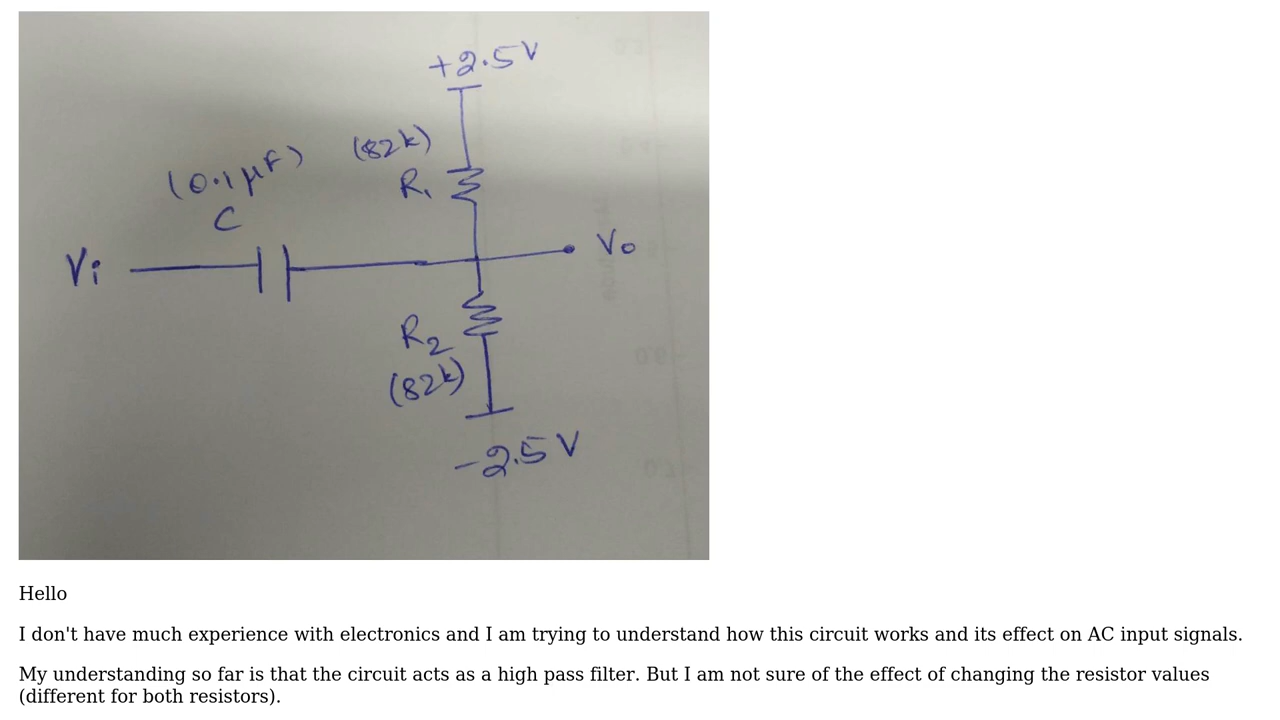 +2.5V
(82k)
(0.1µF)
R1
C
Vi
Vo
R2
(82k)
-2.5V
Hello
I don't have much experience with electronics and I am trying to understand how this circuit works and its effect on AC input signals.
My understanding so far is that the circuit acts as a high pass filter. But I am not sure of the effect of changing the resistor values
(different for both resistors).